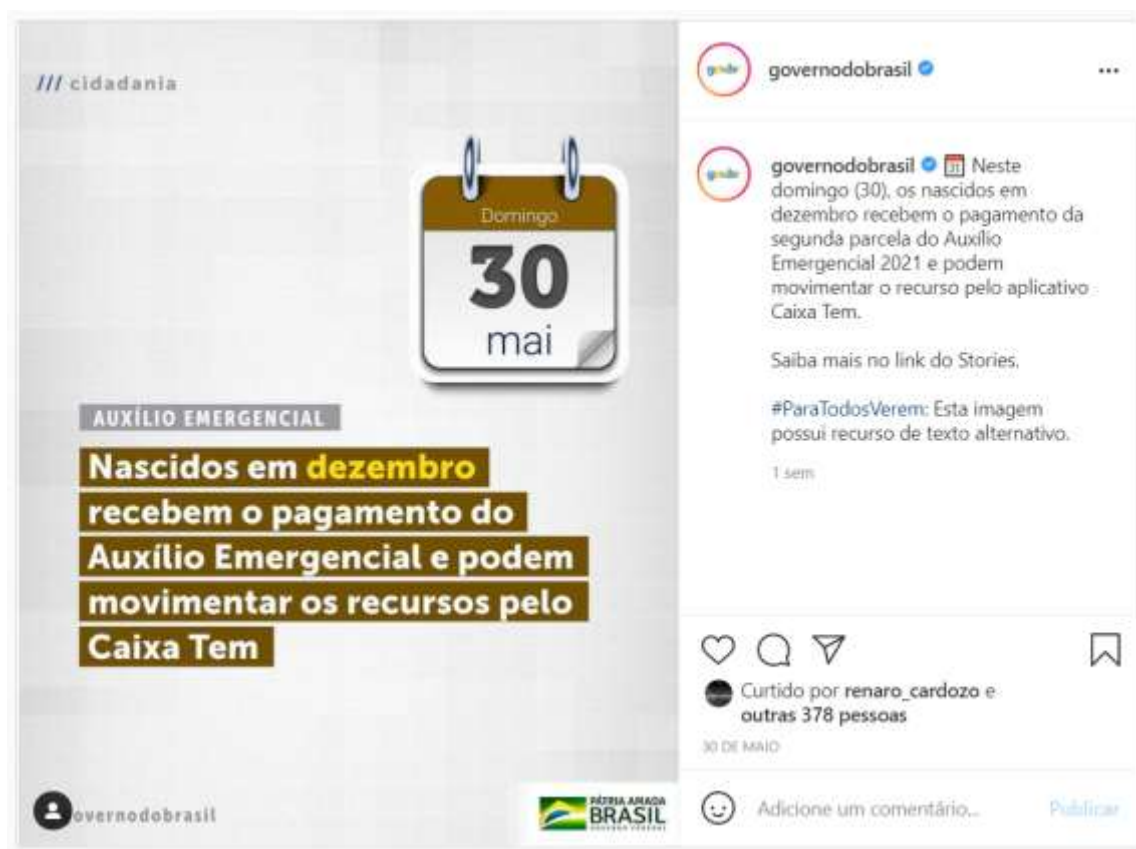 /// cidadania
Domingo
30
mai
AUXÍLIO EMERGENCIAL
Nascidos em dezembro
recebem o pagamento do
Auxílio Emergencial e podem
movimentar os recursos pelo
Caixa Tem
overnodobrasil
PÁTRIA AMADA
BRASIL
GOVERNO FEDERAL
governodobrasil
governodobrasil Neste
domingo (30), os nascidos em
dezembro recebem o pagamento da
segunda parcela do Auxílio
Emergencial 2021 e podem
movimentar o recurso pelo aplicativo
Caixa Tem.
Saiba mais no link do Stories.
#ParaTodosVerem: Esta imagem
possui recurso de texto alternativo.
1 sem
Curtido por renaro_cardozo e
outras 378 pessoas
30 DE MAIO
Adicione um comentário... Publicar